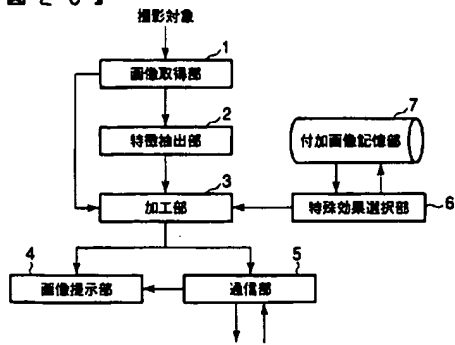 撮影対象
1
画像取得部
2
特徴抽出部
7
付加画像記憶部
3
加工部
特殊効果選択部
6
4
画像提示部
5
通信部